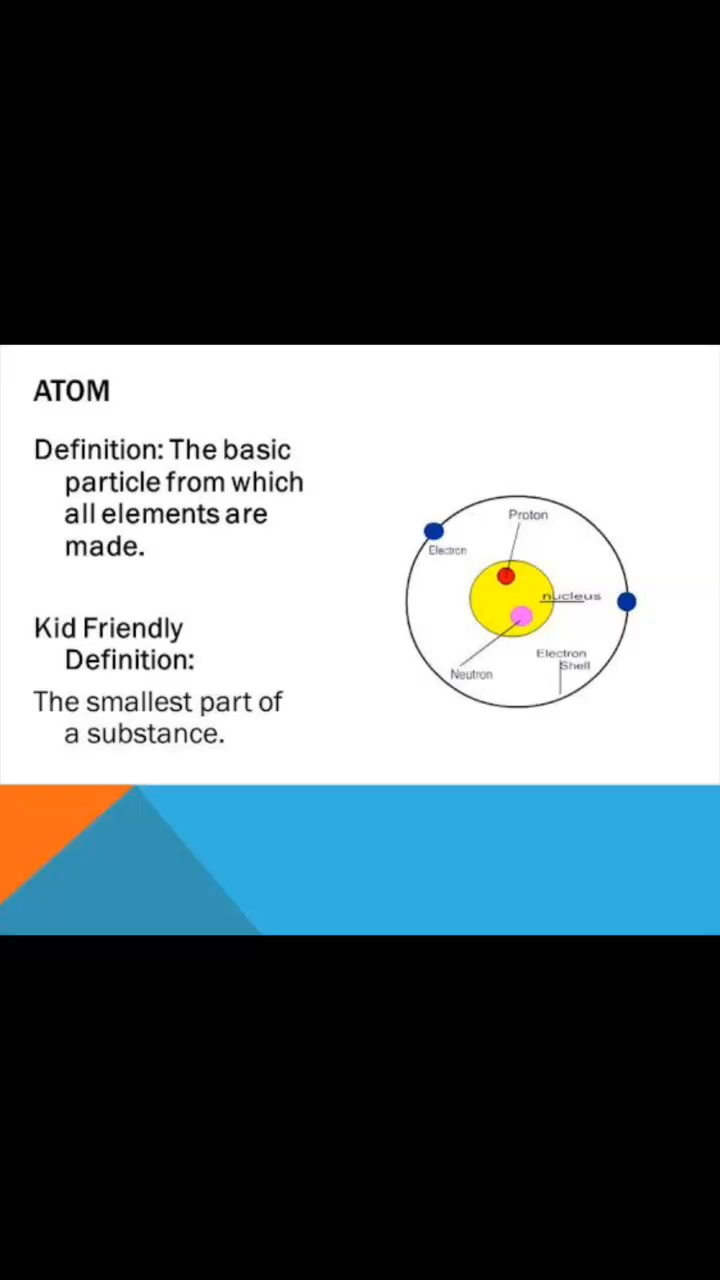 ATOM
Definition: The basic
particle from which
all elements are
made.
Kid Friendly
Definition:
The smallest part of
a substance.
Proton
Electron
nucleus
Electron
Shell
Neutron